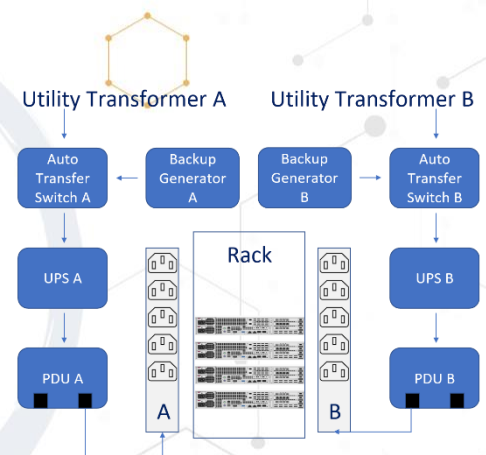 Utility Transformer A
Utility Transformer B
Auto
Transfer
Switch A
Backup
Generator
A
Backup
Generator
B
Auto
Transfer
Switch B
Rack
UPS A
UPS B
PDU A
A
B
PDU B